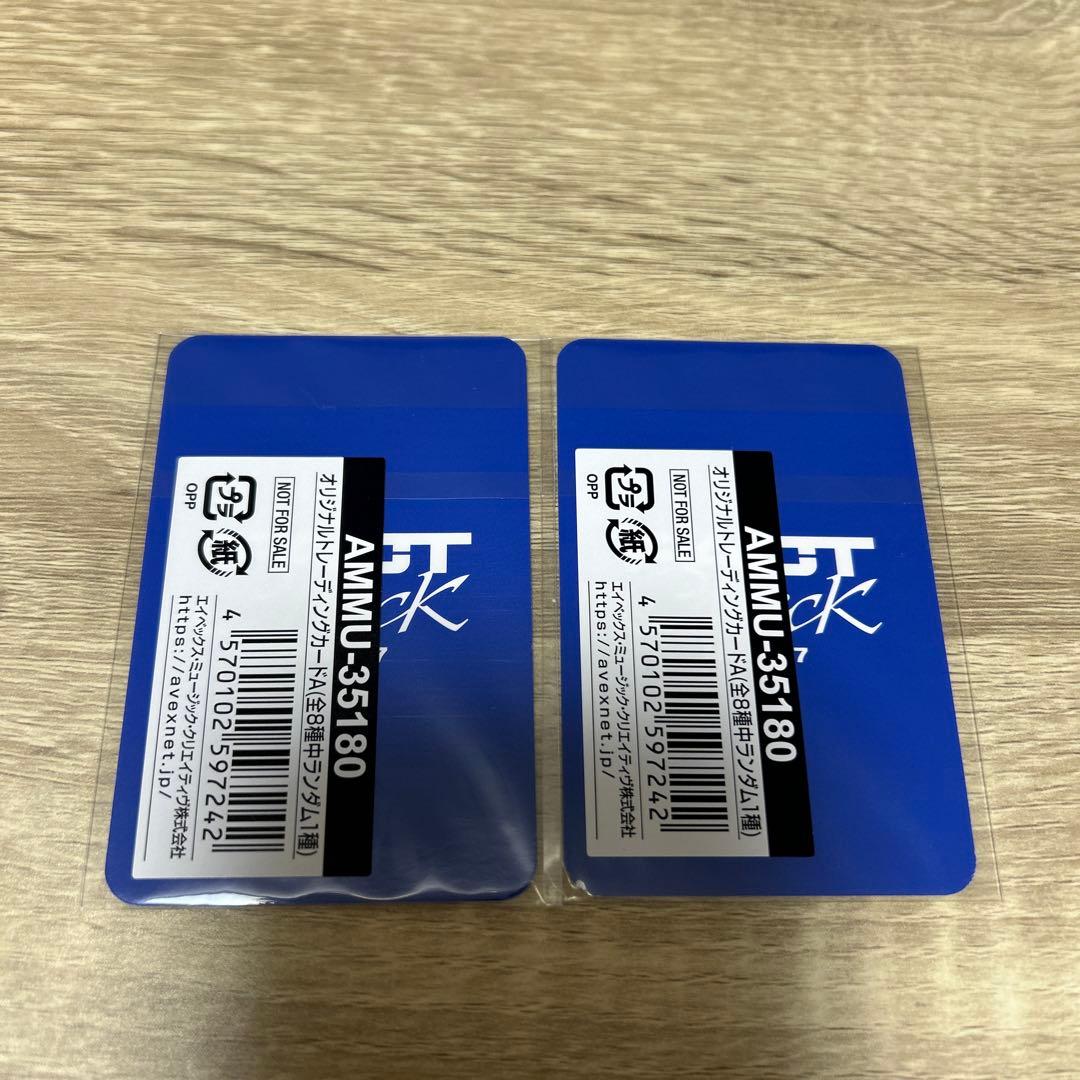 AMMU-35180
オリジナルトレーディングカードA(全8種中ランダム1種)
NOT FOR SALE
プラ
紙
OPP
4 570102 597242
エイベックス・ミュージック・クリエイティヴ株式会社
https://avexnet.jp/
AMMU-35180
オリジナルトレーディングカードA(全8種中ランダム1種)
NOT FOR SALE
プラ
紙
OPP
4 570102 597242
エイベックス・ミュージック・クリエイティヴ株式会社
https://avexnet.jp/
7